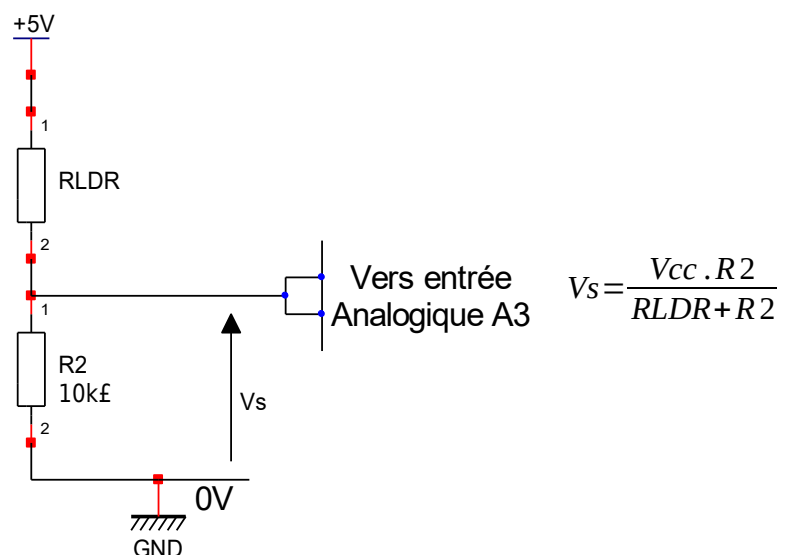 +5V
1
RLDR
2
1
R2
10k£
2
Vs
0V
GND
Vers entrée
Analogique A3
Vs=Vcc.R2/RLDR+R2